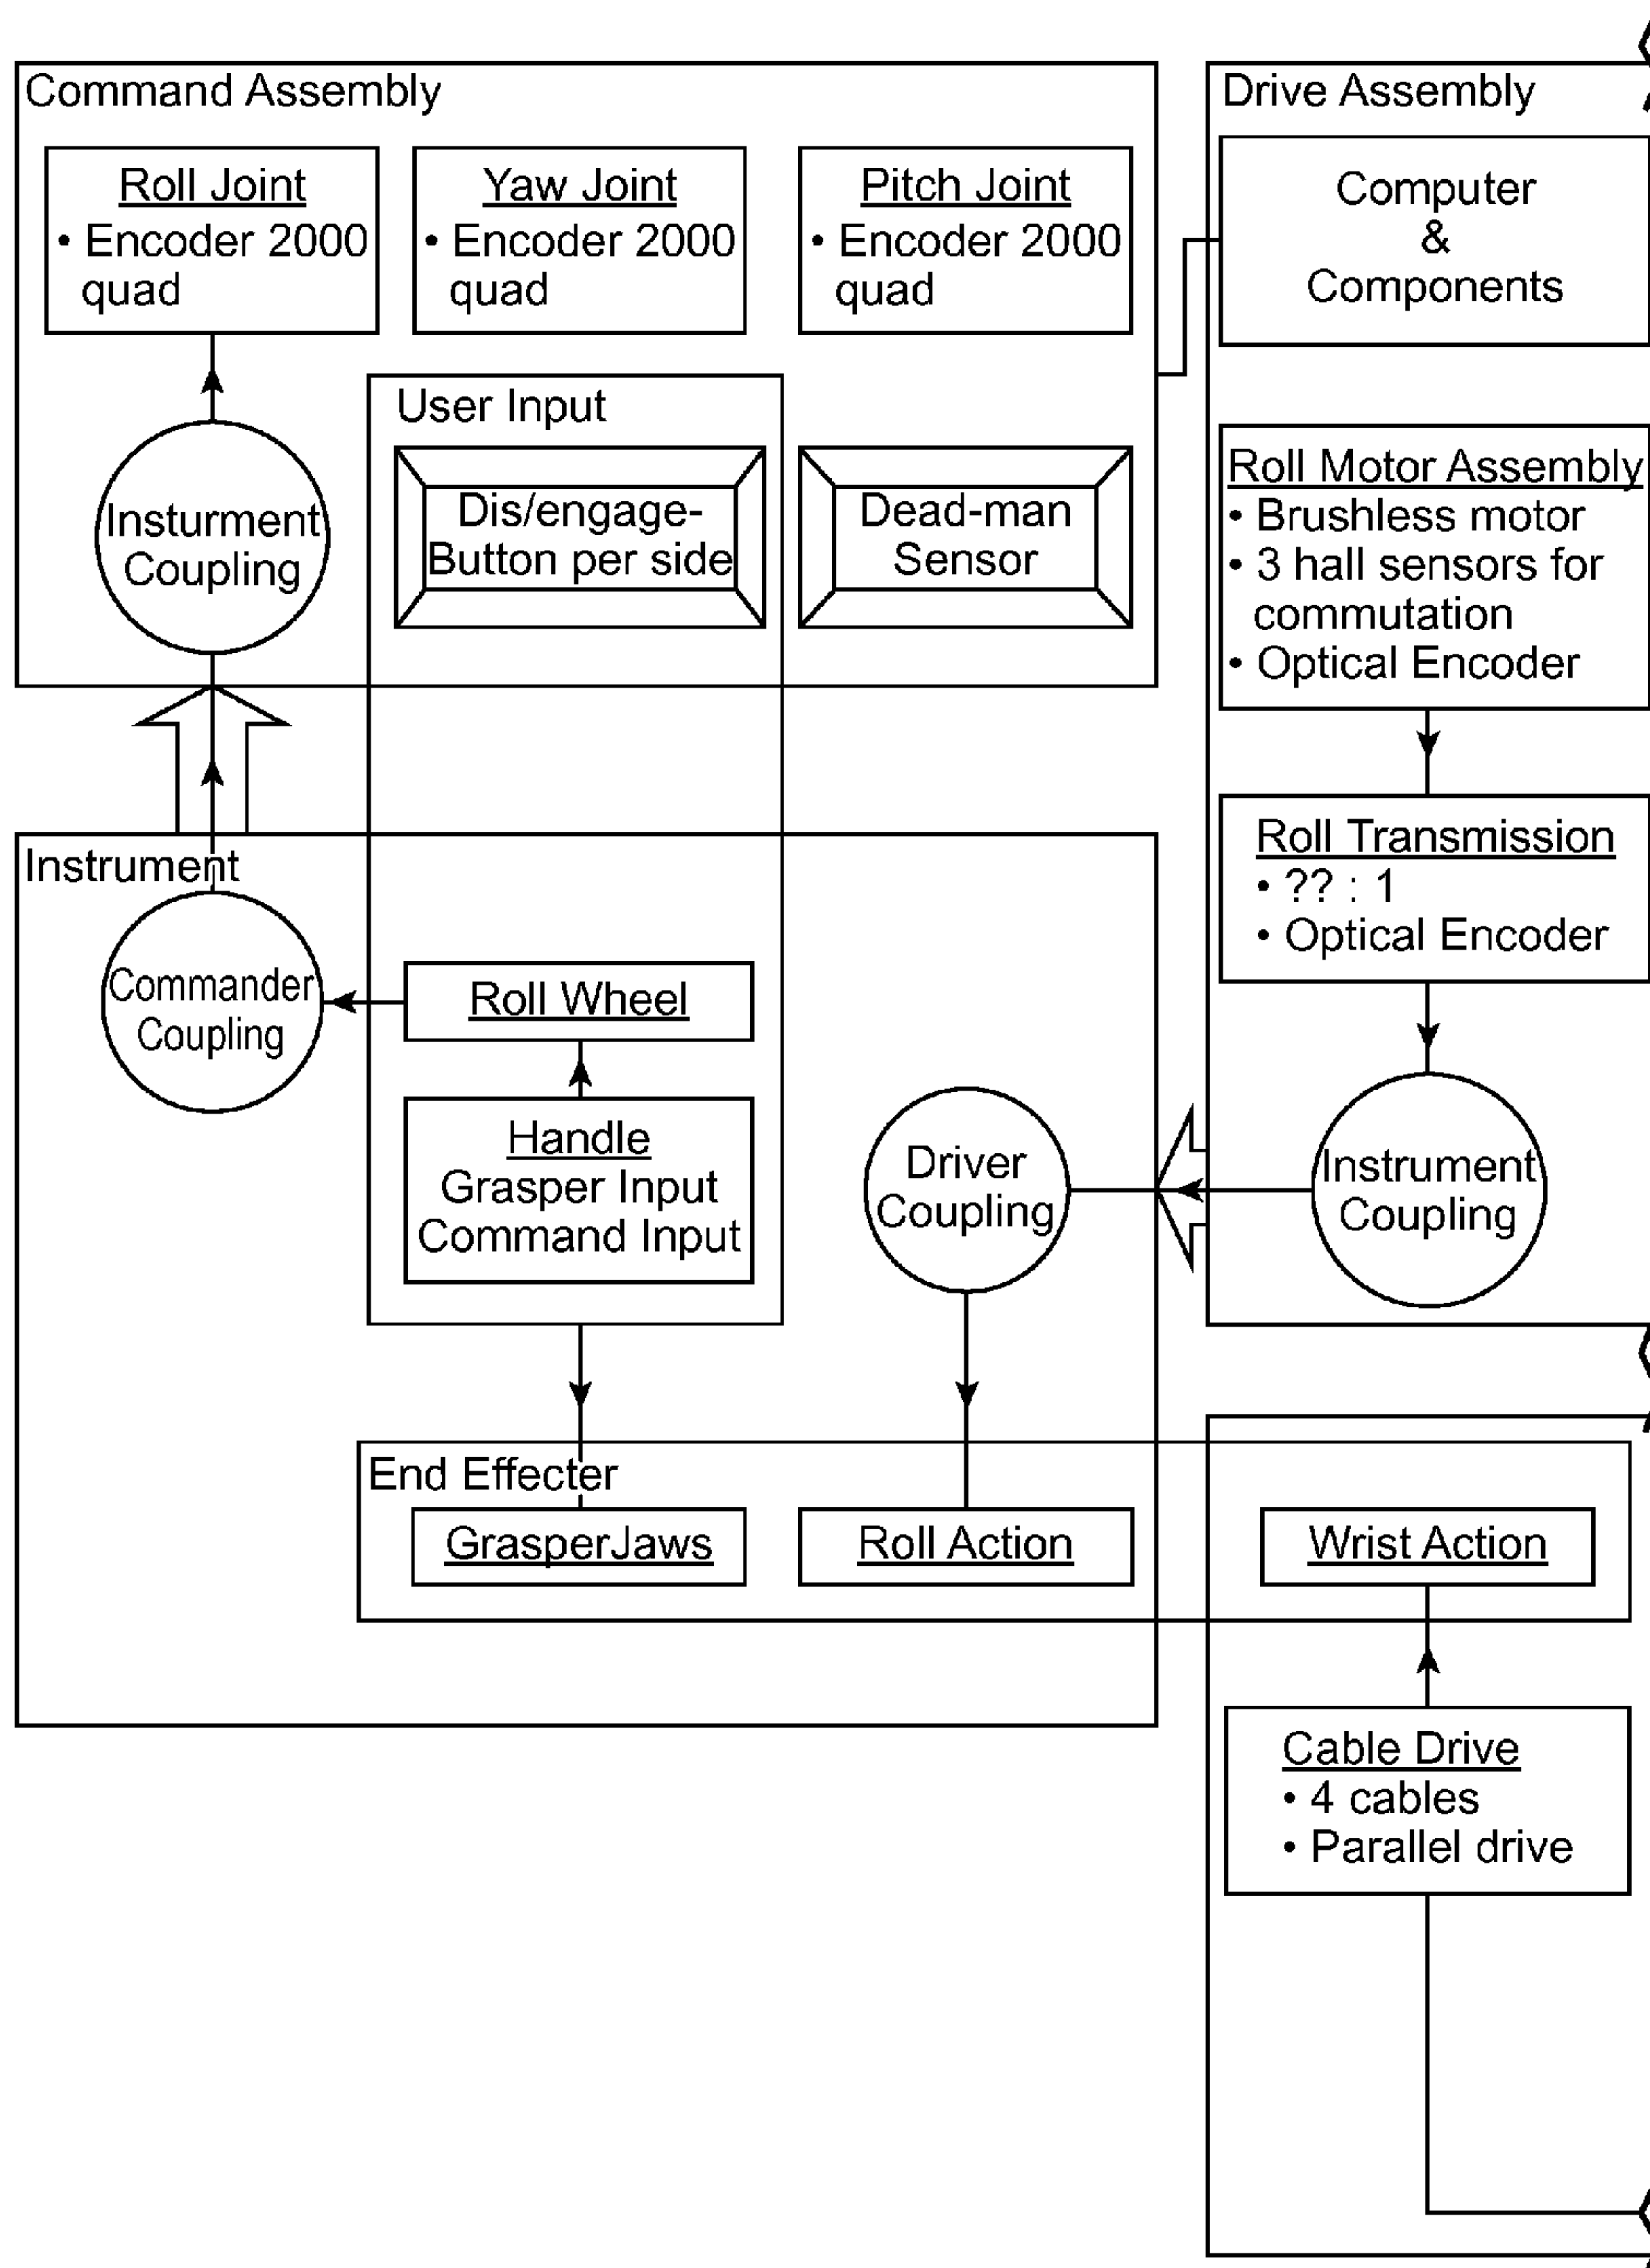 Command Assembly
Roll Joint
• Encoder 2000
quad
Yaw Joint
• Encoder 2000
quad
Pitch Joint
• Encoder 2000
quad
User Input
Insturment
Coupling
Dis/engage-
Button per side
Dead-man
Sensor
Drive Assembly
Computer
&
Components
Roll Motor Assembly
• Brushless motor
• 3 hall sensors for
commutation
• Optical Encoder
Roll Transmission
• ?? : 1
• Optical Encoder
Instrument
Coupling
Instrument
Commander
Coupling
Roll Wheel
Handle
Grasper Input
Command Input
Driver
Coupling
End Effecter
GrasperJaws
Roll Action
Wrist Action
Cable Drive
• 4 cables
• Parallel drive